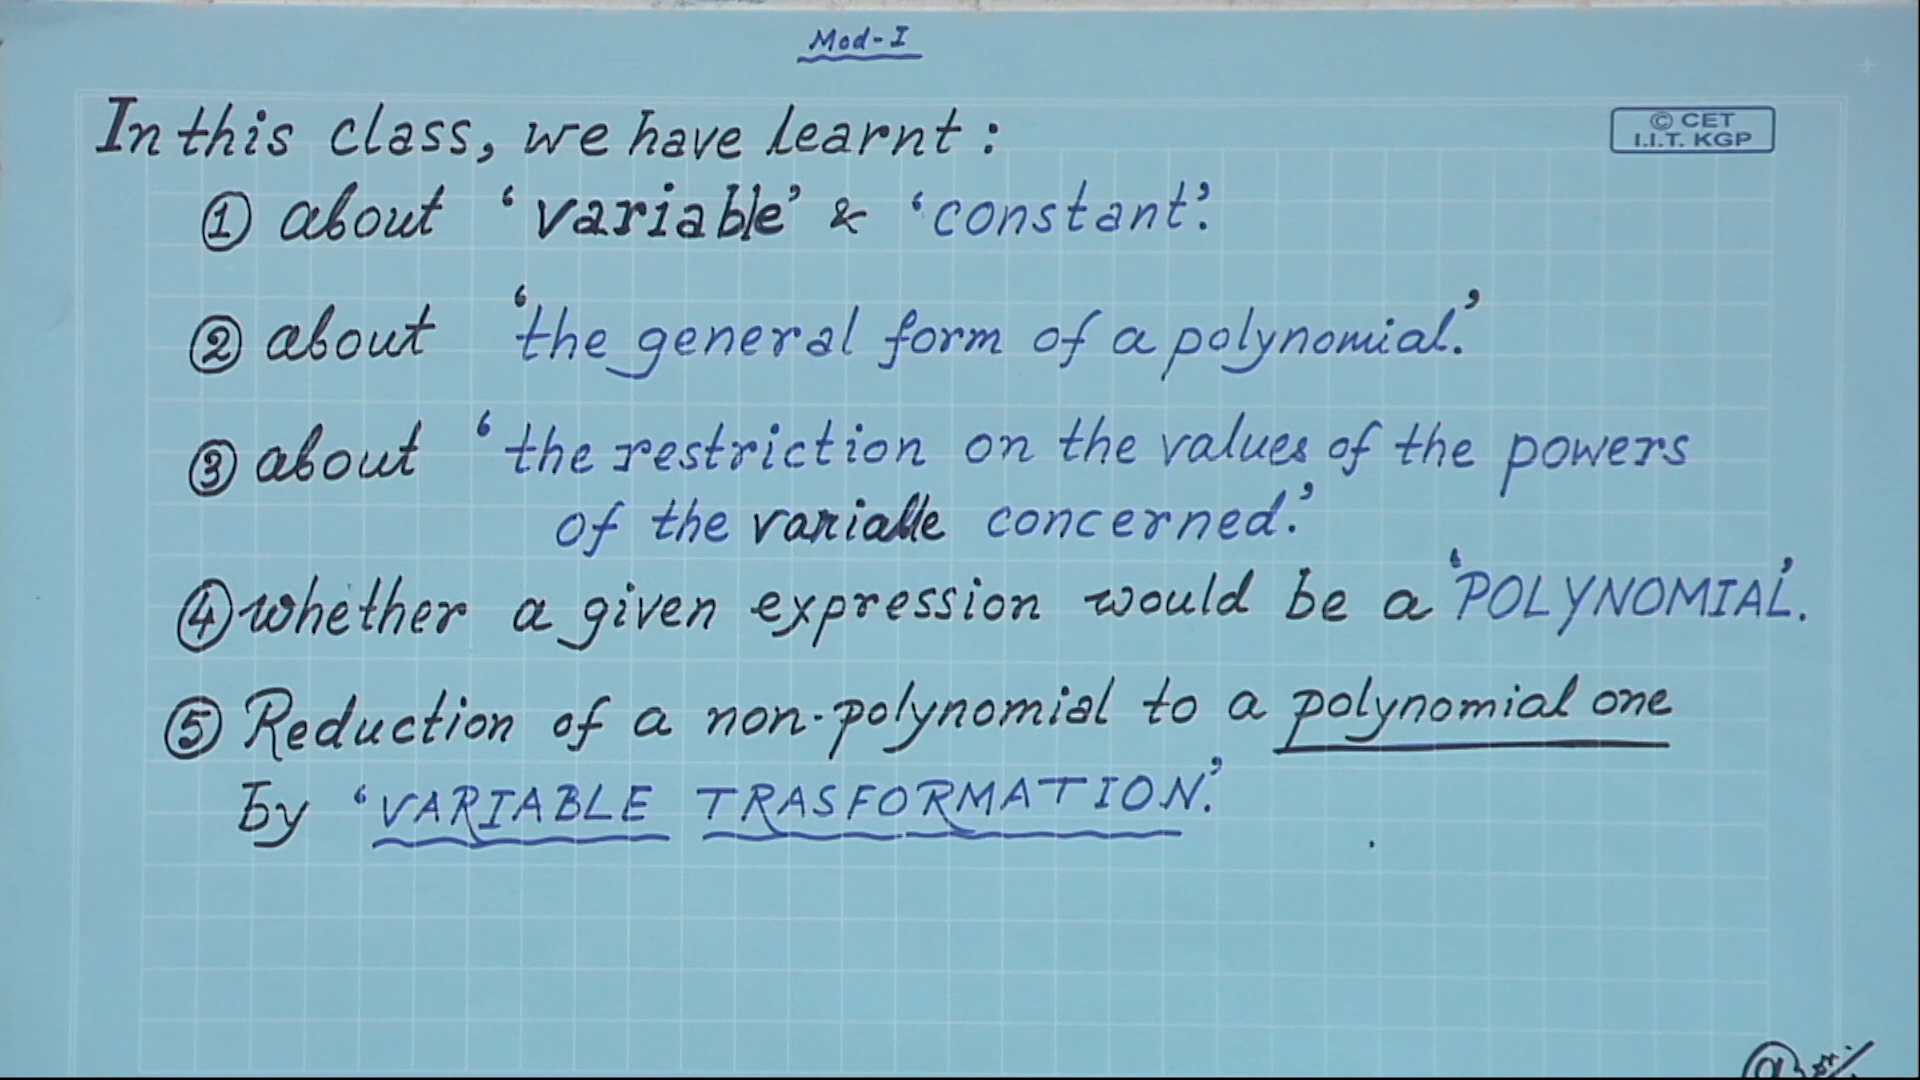 Mod-I
In this class, we have learnt :
© CET
I.I.T. KGP
① about ‘variable’ & ‘constant’.
② about ‘the general form of a polynomial.’
③ about ‘the restriction on the values of the powers
of the variable concerned.’
④ whether a given expression would be a ‘POLYNOMIAL’.
⑤ Reduction of a non-polynomial to a polynomial one
by ‘VARIABLE TRASFORMATION.’